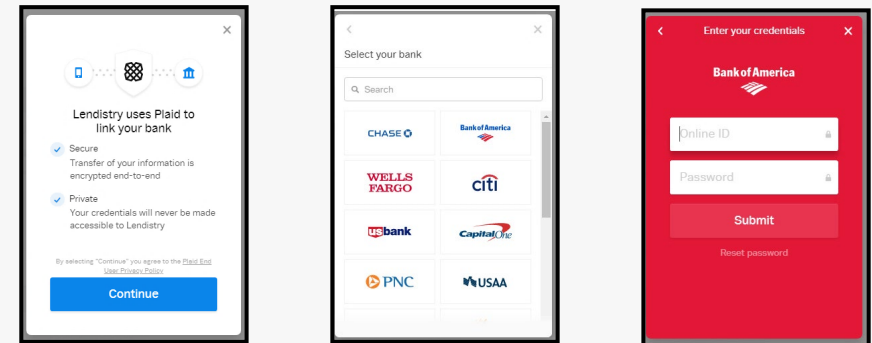 Lendistry uses Plaid to
link your bank
Secure
Transfer of your information is
encrypted end-to-end
Private
Your credentials will never be made
accessible to Lendistry
By selecting "Continue" you agree to the Plaid End
User Privacy Policy
Continue
Select your bank
Search
CHASE
Bank of America
WELLS
FARGO
citi
usbank
Capital One
PNC
USAA
Enter your credentials
Bank of America
Online ID
Password
Submit
Reset password